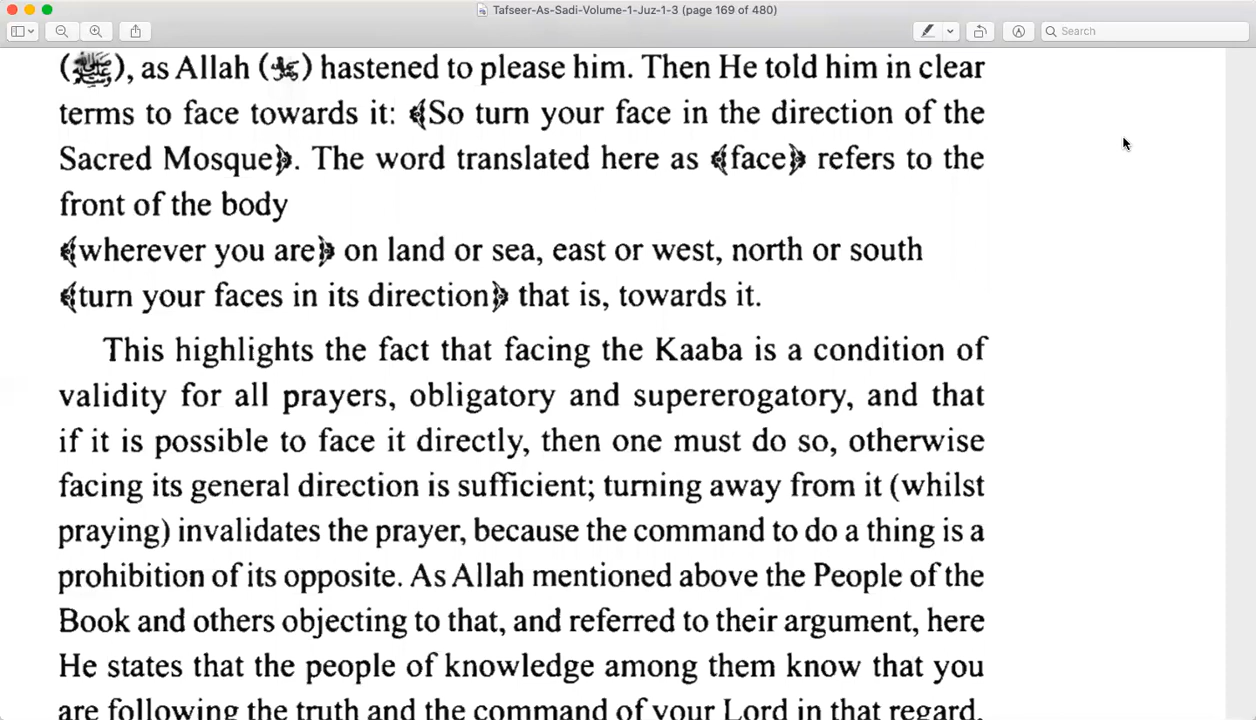 Tafseer-As-Sadi-Volume-1-Juz-1-3 (page 169 of 480)
Search
(ﷺ), as Allah (ﷻ) hastened to please him. Then He told him in clear
terms to face towards it: ﴾So turn your face in the direction of the
Sacred Mosque﴿. The word translated here as ﴾face﴿ refers to the
front of the body
﴾wherever you are﴿ on land or sea, east or west, north or south
﴾turn your faces in its direction﴿ that is, towards it.
This highlights the fact that facing the Kaaba is a condition of
validity for all prayers, obligatory and supererogatory, and that
if it is possible to face it directly, then one must do so, otherwise
facing its general direction is sufficient; turning away from it (whilst
praying) invalidates the prayer, because the command to do a thing is a
prohibition of its opposite. As Allah mentioned above the People of the
Book and others objecting to that, and referred to their argument, here
He states that the people of knowledge among them know that you
are following the truth and the command of your Lord in that regard,